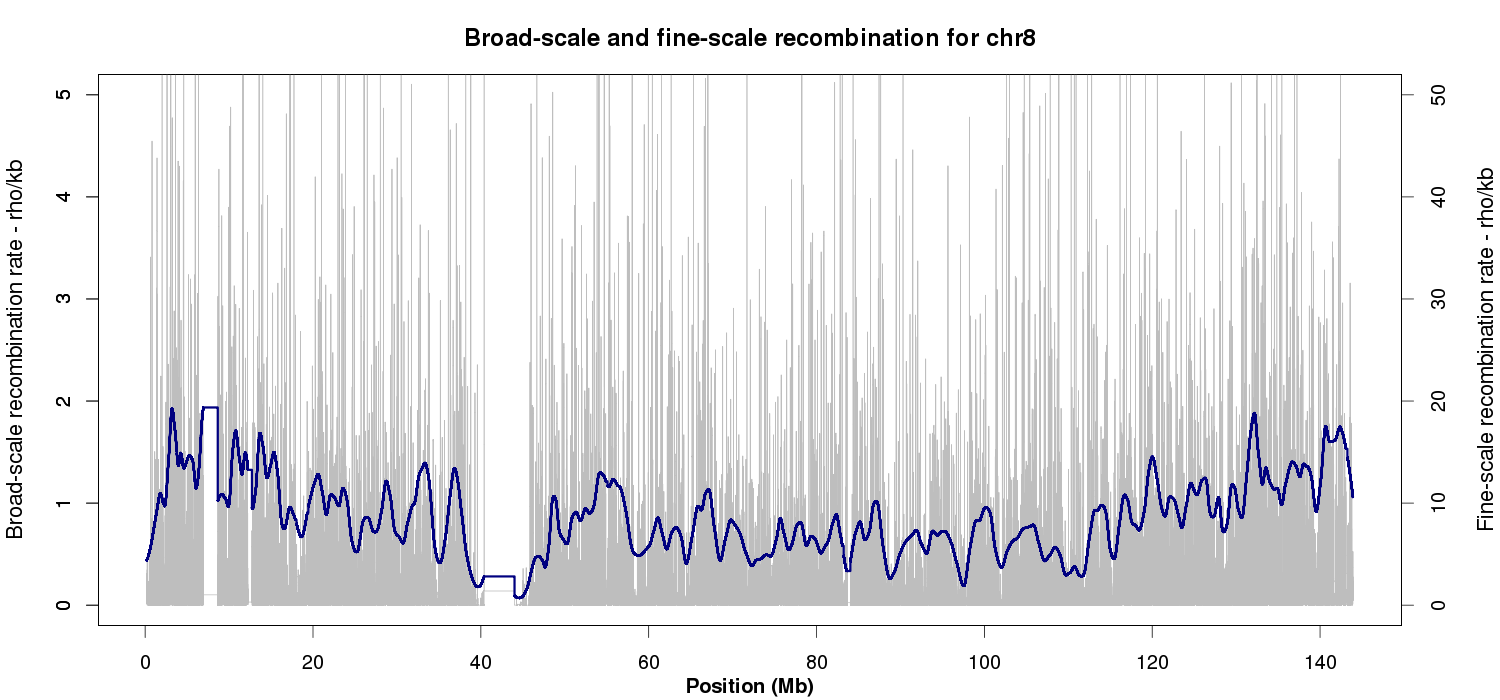 Broad-scale and fine-scale recombination for chr8
Broad-scale recombination rate - rho/kb
5
4
3
2
1
0
50
40
30
20
10
0
Fine-scale recombination rate - rho/kb
0 20 40 60 80 100 120 140
Position (Mb)